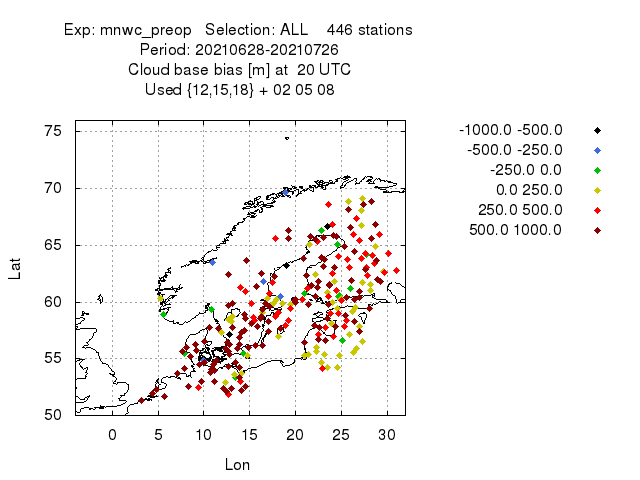 Exp: mnwc_preop   Selection: ALL    446 stations
Period: 20210628-20210726
Cloud base bias [m] at  20 UTC
Used {12,15,18} + 02 05 08
-1000.0 -500.0
-500.0 -250.0
-250.0 0.0
0.0 250.0
250.0 500.0
500.0 1000.0
75
70
65
60
55
50
Lat
0 5 10 15 20 25 30
Lon